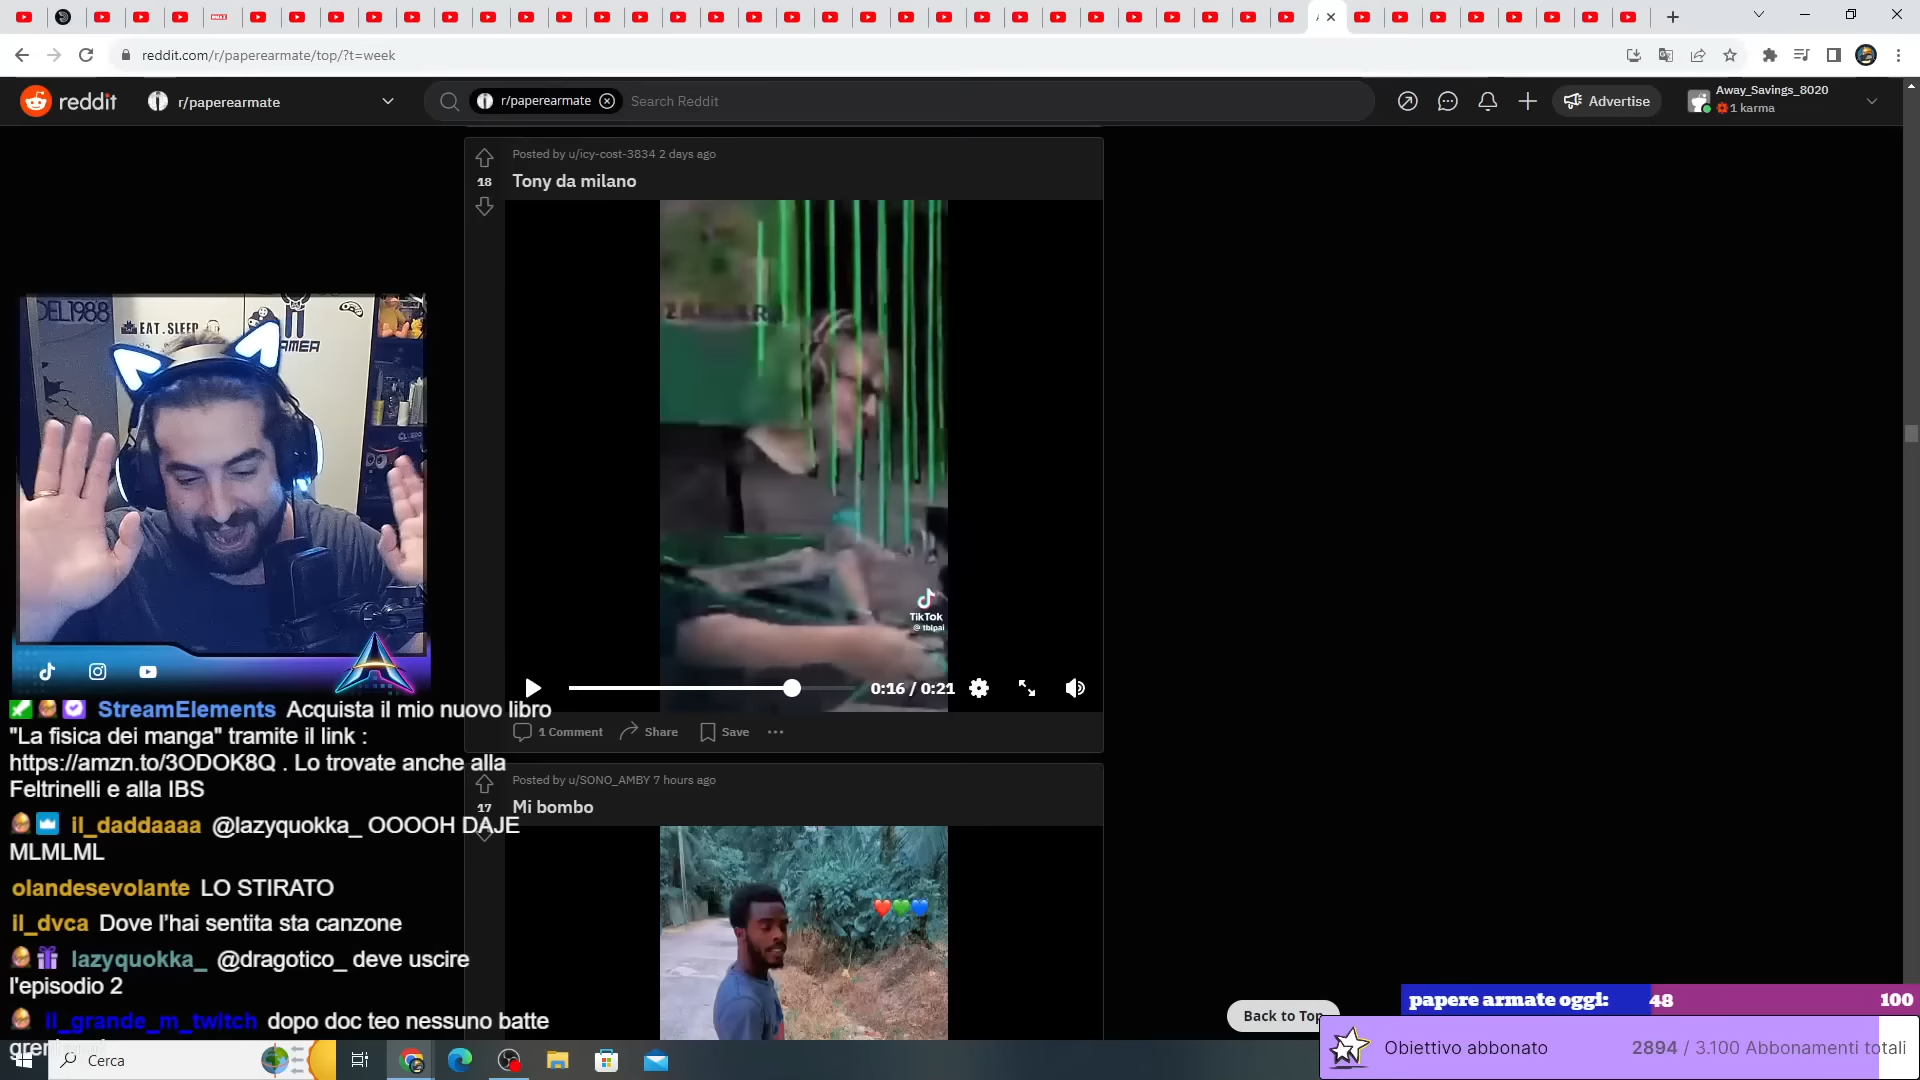 reddit.com/r/paperearmate/top/?t=week
reddit
r/paperearmate
r/paperearmate
Search Reddit
Advertise
Away_Savings_8020
1 karma
Posted by u/icy-cost-3834 2 days ago
18
Tony da milano
DEL1988
EAT.SLEEP
GAMER
TikTok
@ tbipai
0:16 / 0:21
1 Comment
Share
Save
StreamElements Acquista il mio nuovo libro
"La fisica dei manga" tramite il link :
https://amzn.to/3ODOK8Q . Lo trovate anche alla
Feltrinelli e alla IBS
Posted by u/SONO_AMBY 7 hours ago
17
Mi bombo
il_daddaaaa @lazyquokka_ OOOOH DAJE
MLMLML
olandesevolante LO STIRATO
il_dvca Dove l'hai sentita sta canzone
lazyquokka_ @dragotico_ deve uscire
l'episodio 2
il_grande_m_twitch dopo doc teo nessuno batte
Back to Top
papere armate oggi: 48 100
Obiettivo abbonato 2894 / 3.100 Abbonamenti totali
Cerca